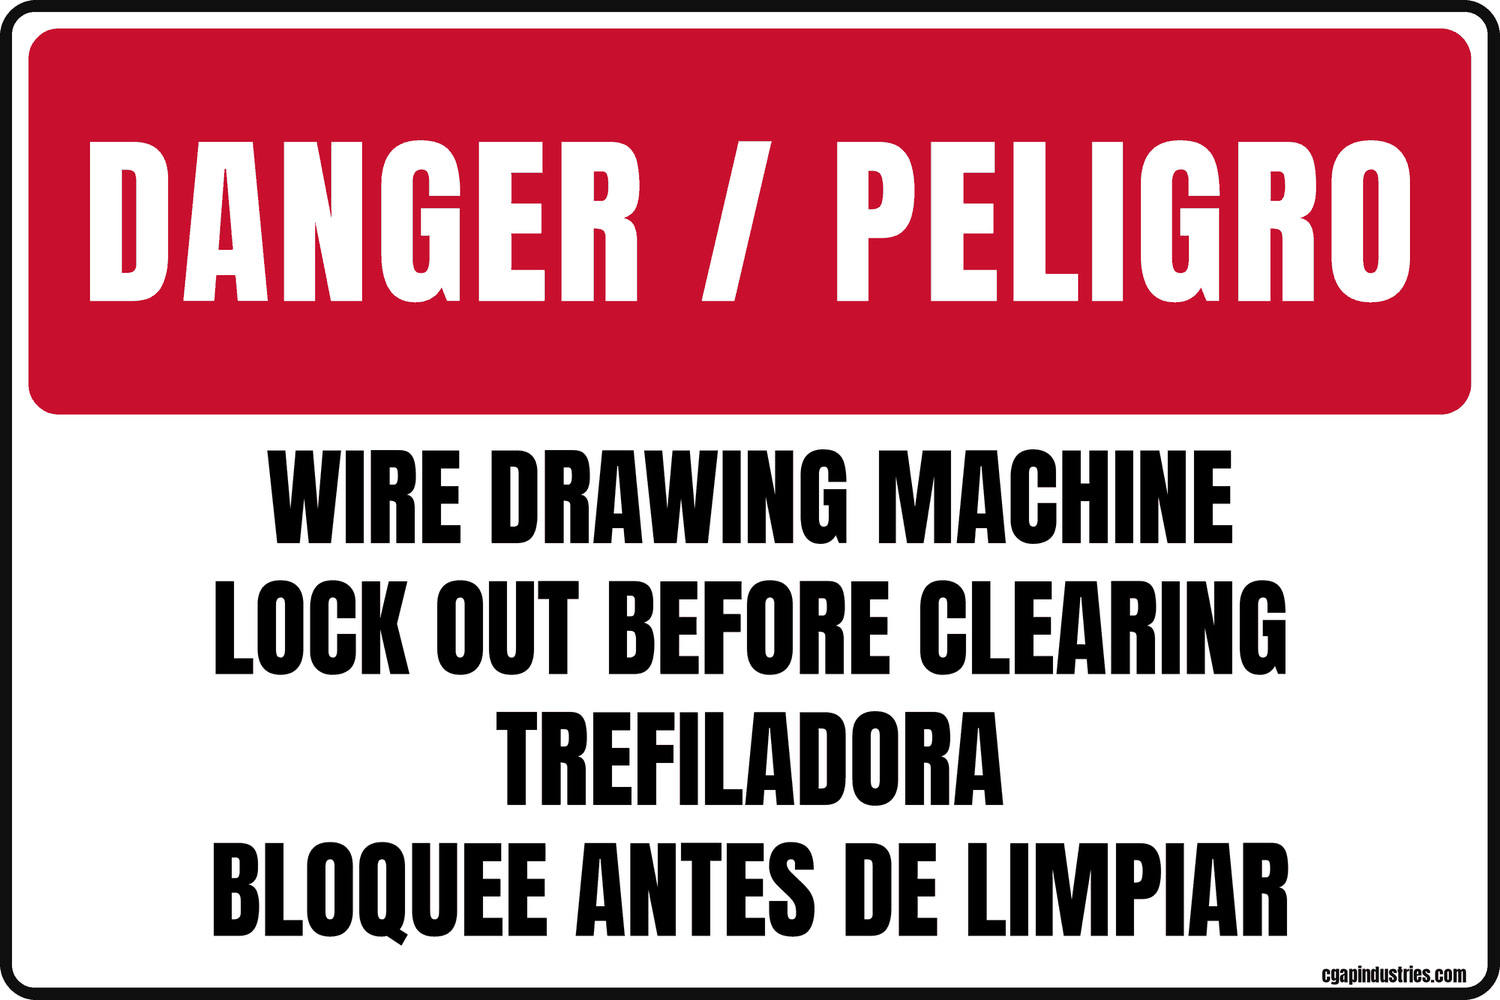 DANGER / PELIGRO
WIRE DRAWING MACHINE
LOCK OUT BEFORE CLEARING
TREFILADORA
BLOQUEE ANTES DE LIMPIAR
cgapindustries.com